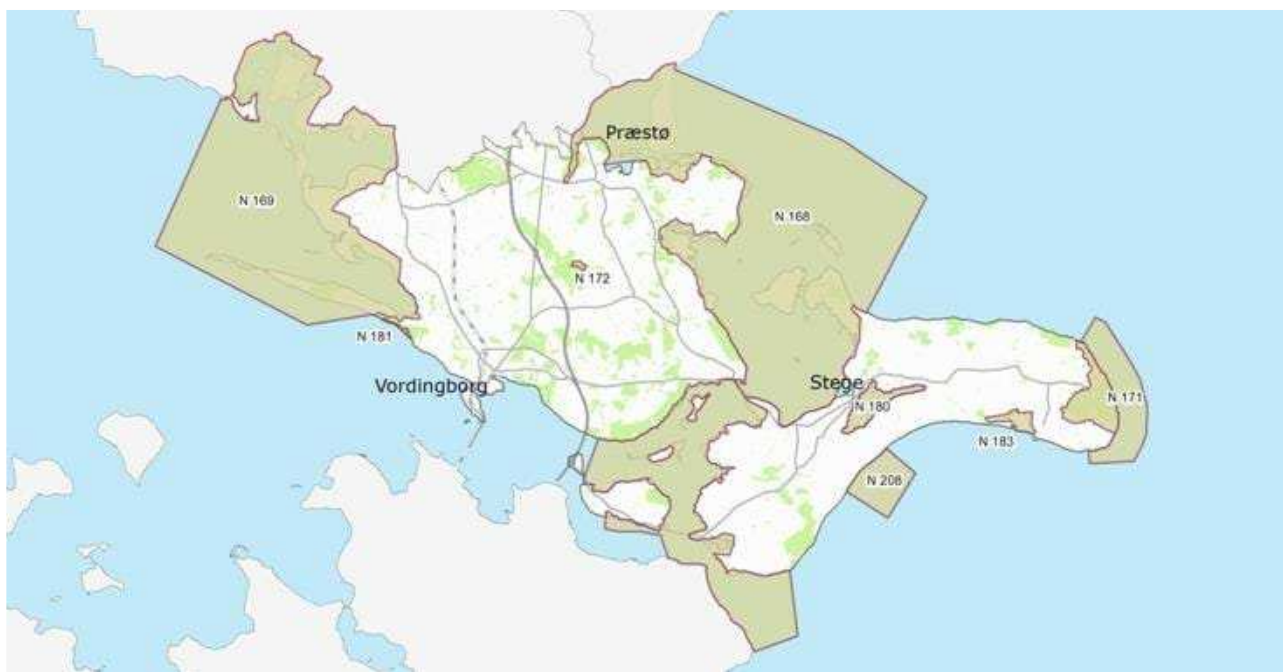 Præstø
N 169
N 168
N 172
N 181
Vordingborg
Stege
N 171
N 180
N 183
N 208